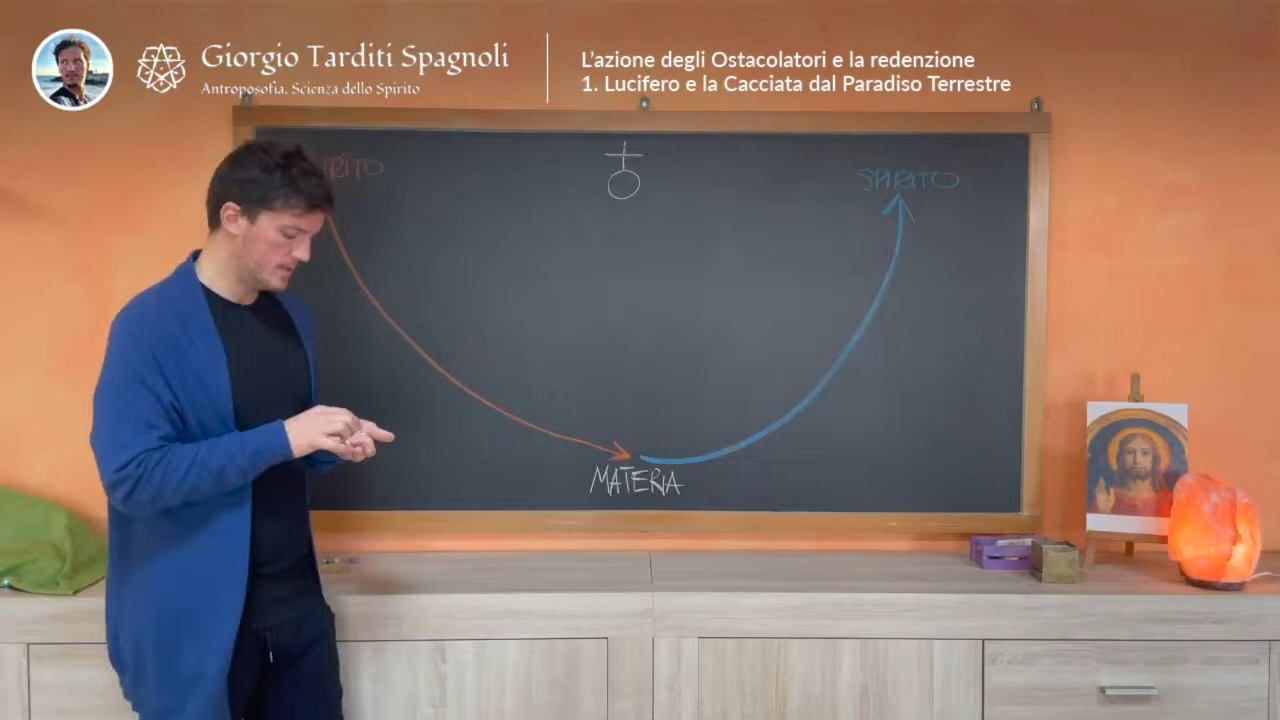 Giorgio Tarditi Spagnoli
Antroposofia. Scienza dello Spirito
L'azione degli Ostacolatori e la redenzione
1. Lucifero e la Cacciata dal Paradiso Terrestre
SPIRITO
MATERIA